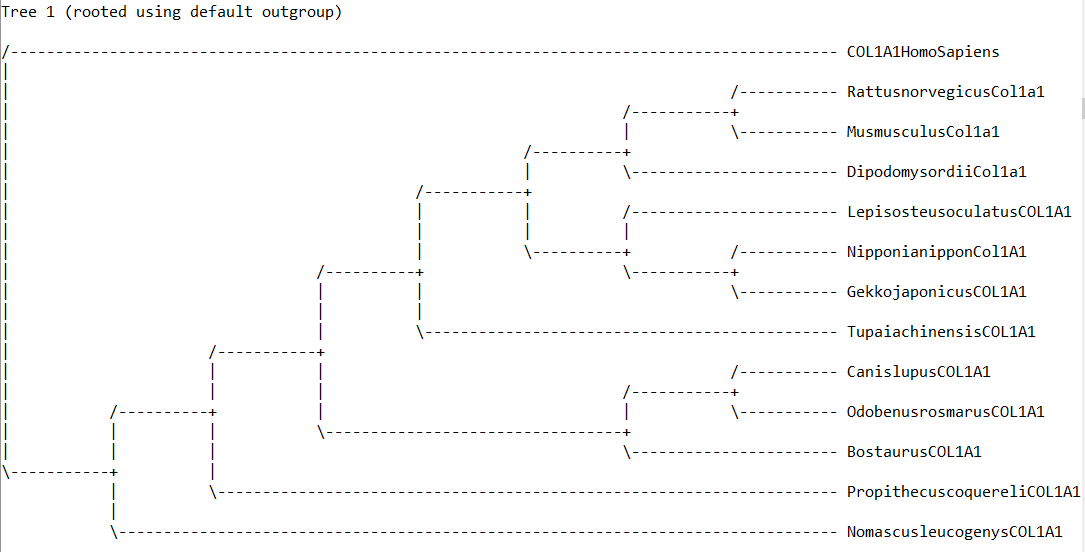 Tree 1 (rooted using default outgroup)
COL1A1HomoSapiens
RattusnorvegicusCol1a1
MusmusculusCol1a1
DipodomysordiiCol1a1
LepisosteusoculatusCOL1A1
NipponianipponCol1A1
GekkojaponicusCOL1A1
TupaiachinensisCOL1A1
CanislupusCOL1A1
OdobenusrosmarusCOL1A1
BostaurusCOL1A1
PropithecuscoquereliCOL1A1
NomascusleucogenysCOL1A1